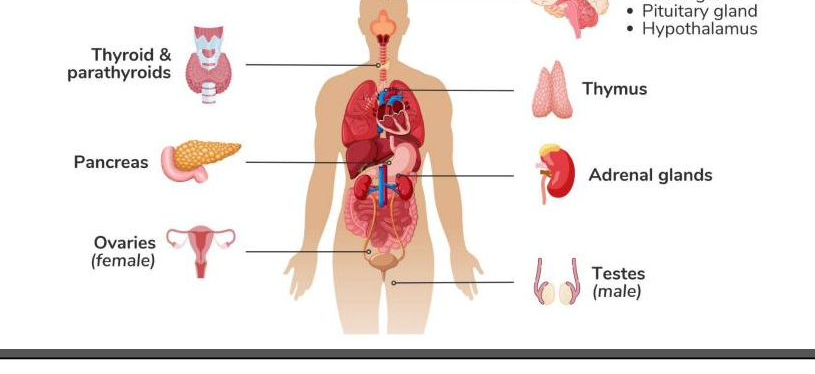 • Pituitary gland
• Hypothalamus
Thyroid &
parathyroids
Thymus
Pancreas
Adrenal glands
Ovaries
(female)
Testes
(male)